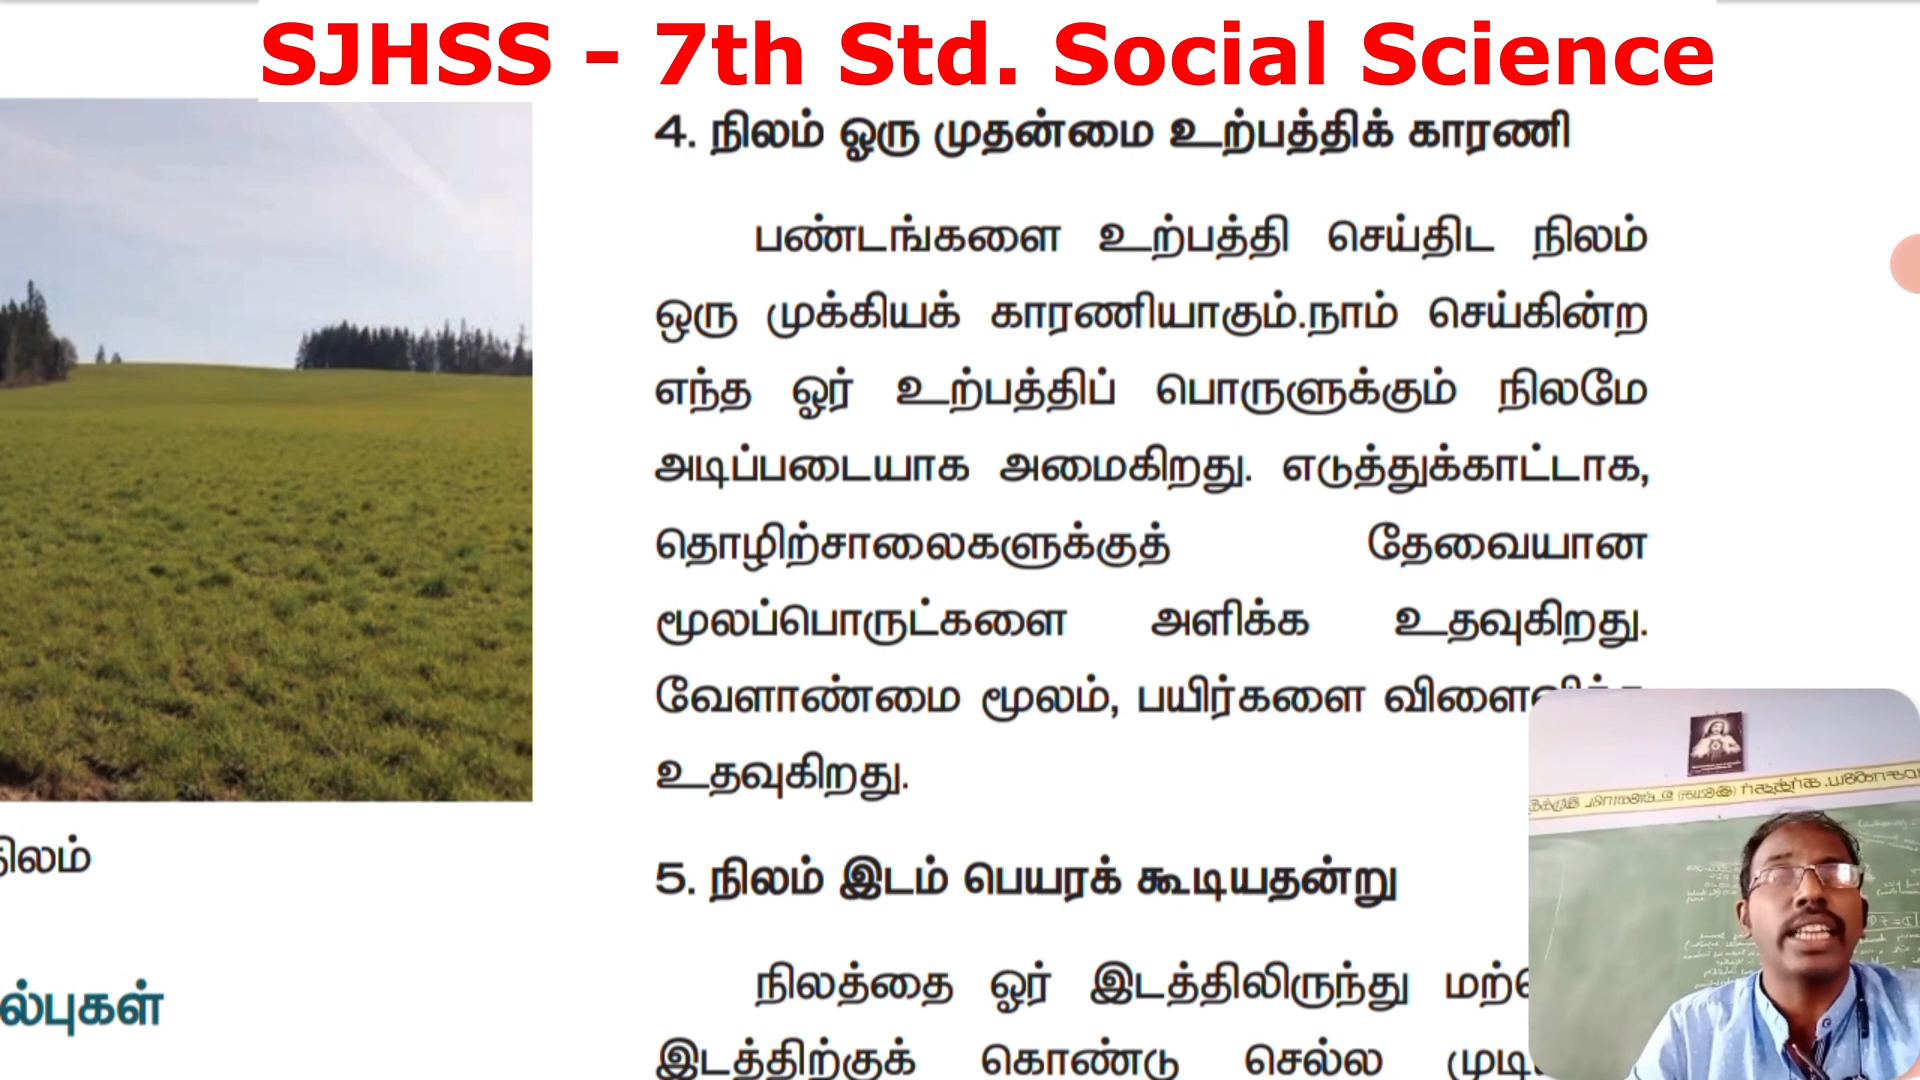 SJHSS - 7th Std. Social Science
4. நிலம் ஒரு முதன்மை உற்பத்திக் காரணி
பண்டங்களை உற்பத்தி செய்திட நிலம்
ஒரு முக்கியக் காரணியாகும்.நாம் செய்கின்ற
எந்த ஓர் உற்பத்திப் பொருளுக்கும் நிலமே
அடிப்படையாக அமைகிறது. எடுத்துக்காட்டாக,
தொழிற்சாலைகளுக்குத் தேவையான
மூலப்பொருட்களை அளிக்க உதவுகிறது.
வேளாண்மை மூலம், பயிர்களை
உதவுகிறது.
5. நிலம் இடம் பெயரக் கூடியதன்று
நிலத்தை ஓர் இடத்திலிருந்து
இடத்திற்குக் கொண்டு செல்ல
நிலம்
ல்புகள்